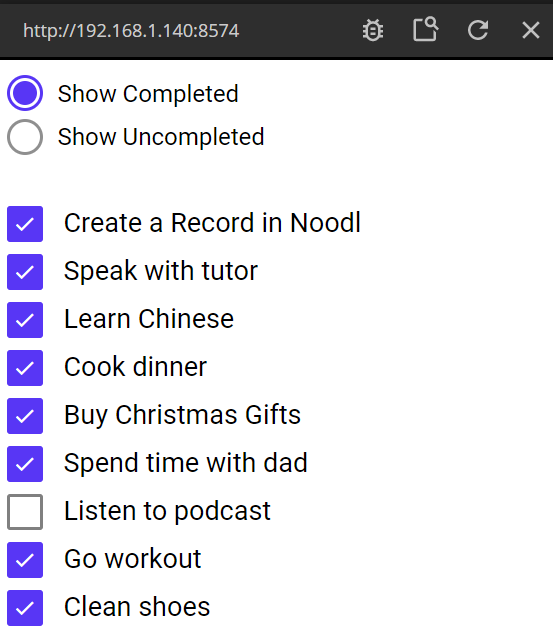 http://192.168.1.140:8574
Show Completed
Show Uncompleted
Create a Record in Noodl
Speak with tutor
Learn Chinese
Cook dinner
Buy Christmas Gifts
Spend time with dad
Listen to podcast
Go workout
Clean shoes